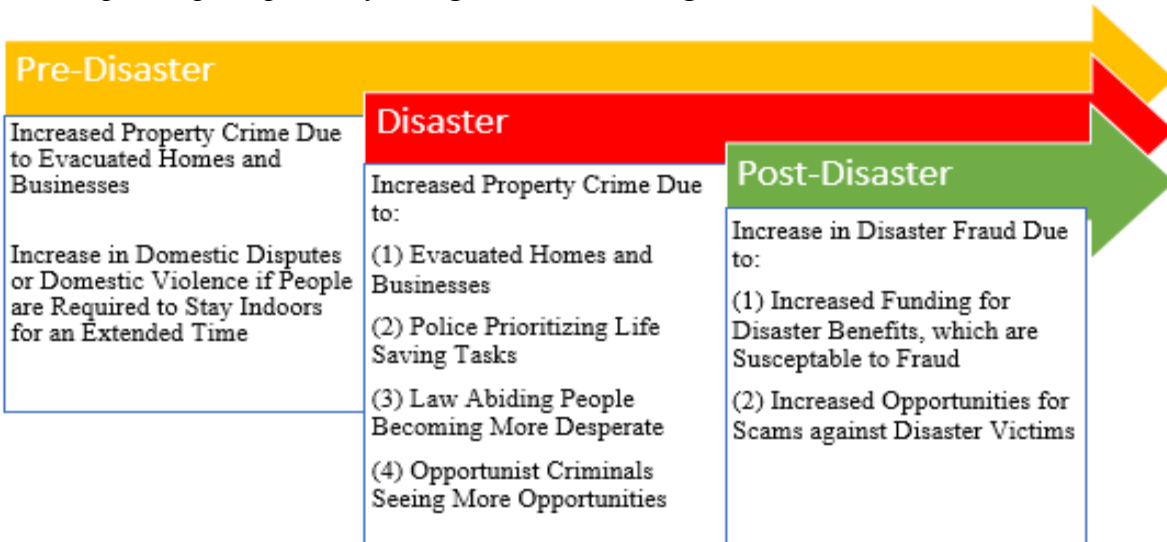 Pre-Disaster
Increased Property Crime Due
to Evacuated Homes and
Businesses
Increase in Domestic Disputes
or Domestic Violence if People
are Required to Stay Indoors
for an Extended Time
Disaster
Increased Property Crime Due
to:
(1) Evacuated Homes and
Businesses
(2) Police Prioritizing Life
Saving Tasks
(3) Law Abiding People
Becoming More Desperate
(4) Opportunist Criminals
Seeing More Opportunities
Post-Disaster
Increase in Disaster Fraud Due
to:
(1) Increased Funding for
Disaster Benefits, which are
Susceptable to Fraud
(2) Increased Opportunities for
Scams against Disaster Victims